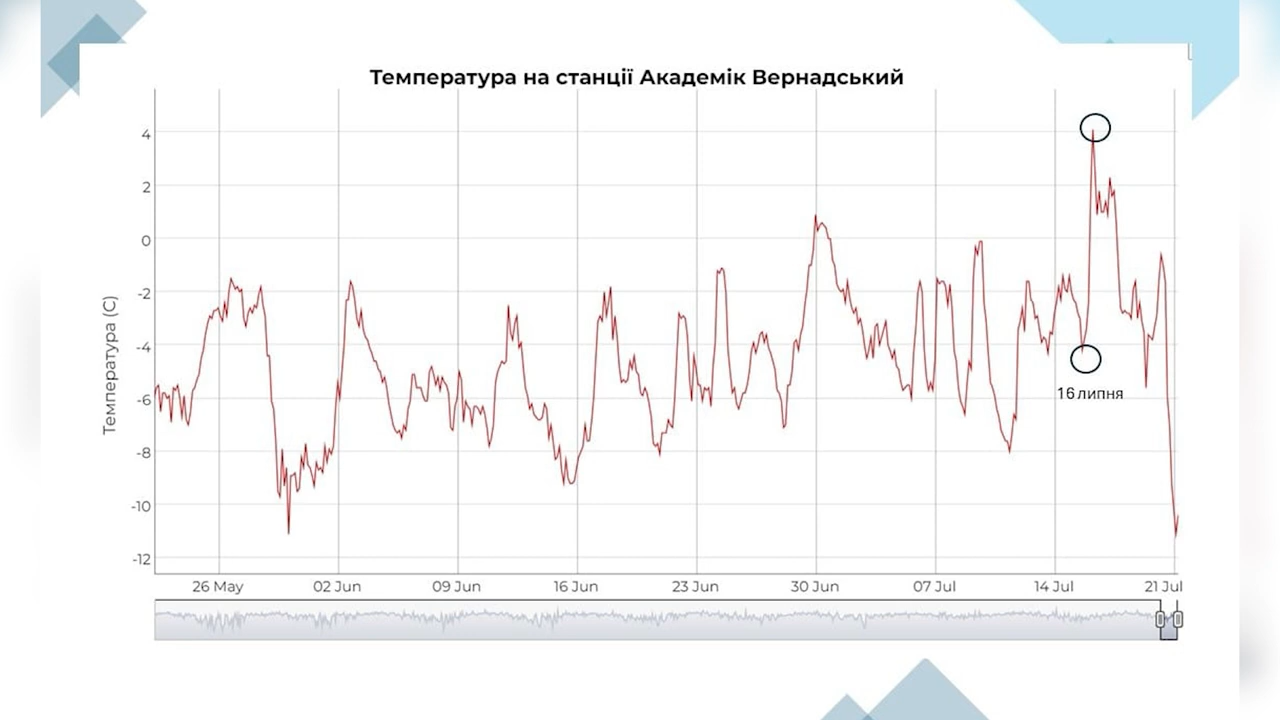 Температура на станції Академік Вернадський
4
2
0
-2
-4
-6
-8
-10
-12
Температура (С)
16 липня
26 May 02 Jun 09 Jun 16 Jun 23 Jun 30 Jun 07 Jul 14 Jul 21 Jul